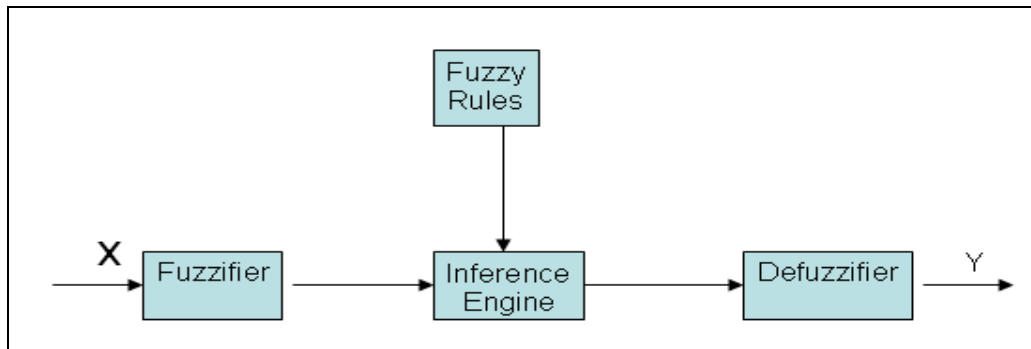 Fuzzy
Rules
X
Fuzzifier
Inference
Engine
Defuzzifier
Y